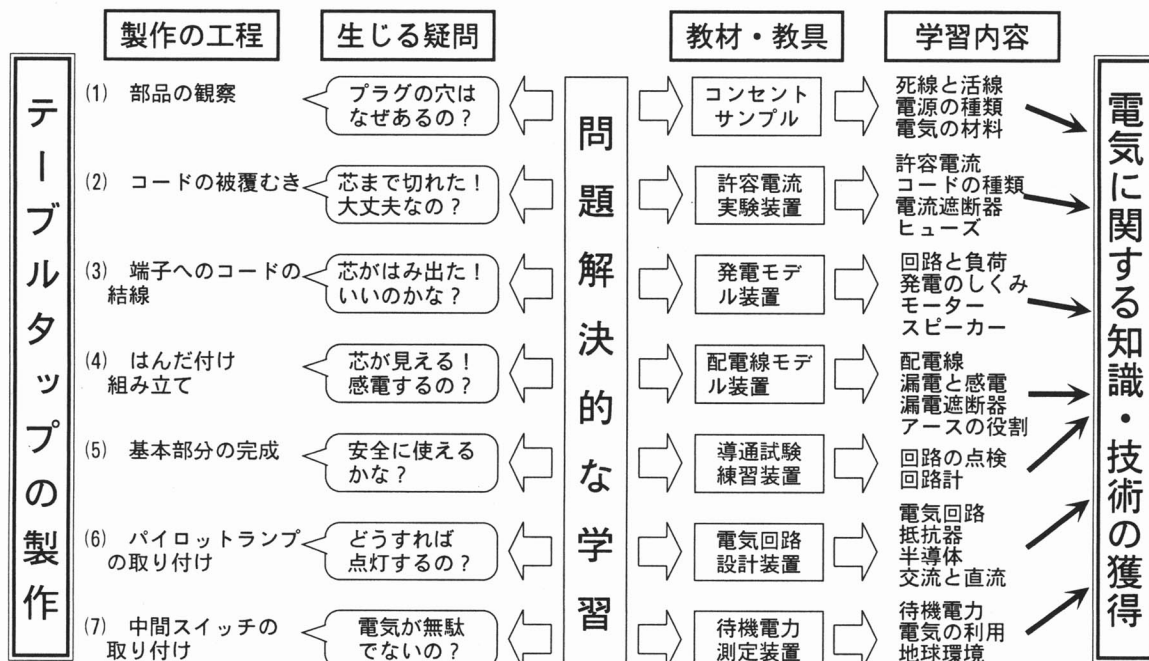 製作の工程
生じる疑問
教材・教具
学習内容
テーブルタップの製作
(1) 部品の観察
プラグの穴は
なぜあるの？
コンセント
サンプル
死線と活線
電源の種類
電気の材料
(2) コードの被覆むき
芯まで切れた！
大丈夫なの？
許容電流
実験装置
許容電流
コードの種類
電流遮断器
ヒューズ
(3) 端子へのコードの
結線
芯がはみ出た！
いいのかな？
発電モデ
ル装置
回路と負荷
発電のしくみ
モーター
スピーカー
(4) はんだ付け
組み立て
芯が見える！
感電するの？
配電線モデ
ル装置
配電線
漏電と感電
漏電遮断器
アースの役割
(5) 基本部分の完成
安全に使える
かな？
導通試験
練習装置
回路の点検
回路計
(6) パイロットランプ
の取り付け
どうすれば
点灯するの？
電気回路
設計装置
電気回路
抵抗器
半導体
交流と直流
(7) 中間スイッチの
取り付け
電気が無駄
でないの？
待機電力
測定装置
待機電力
電気の利用
地球環境
問題解決的な学習
電気に関する知識・技術の獲得